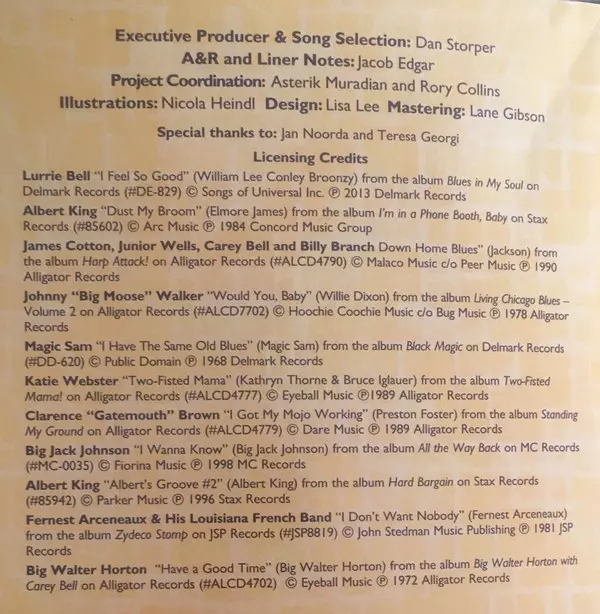 Executive Producer & Song Selection: Dan Storper
A&R and Liner Notes: Jacob Edgar
Project Coordination: Asterik Muradian and Rory Collins
Illustrations: Nicola Heindl Design: Lisa Lee Mastering: Lane Gibson
Special thanks to: Jan Noorda and Teresa Georgi
Licensing Credits
Lurrie Bell "I Feel So Good" (William Lee Conley Broonzy) from the album Blues in My Soul on
Delmark Records (#DE-829) © Songs of Universal Inc. ℗ 2013 Delmark Records
Albert King "Dust My Broom" (Elmore James) from the album I'm in a Phone Booth, Baby on Stax
Records (#85602) © Arc Music ℗ 1984 Concord Music Group
James Cotton, Junior Wells, Carey Bell and Billy Branch Down Home Blues" (Jackson) from
the album Harp Attack! on Alligator Records (#ALCD4790) © Malaco Music c/o Peer Music ℗ 1990
Alligator Records
Johnny "Big Moose" Walker "Would You, Baby" (Willie Dixon) from the album Living Chicago Blues –
Volume 2 on Alligator Records (#ALCD7702) © Hoochie Coochie Music c/o Bug Music ℗ 1978 Alligator
Records
Magic Sam "I Have The Same Old Blues" (Magic Sam) from the album Black Magic on Delmark Records
(#DD-620) © Public Domain ℗ 1968 Delmark Records
Katie Webster "Two-Fisted Mama" (Kathryn Thorne & Bruce Iglauer) from the album Two-Fisted
Mama! on Alligator Records (#ALCD4777) © Eyeball Music ℗1989 Alligator Records
Clarence "Gatemouth" Brown "I Got My Mojo Working" (Preston Foster) from the album Standing
My Ground on Alligator Records (#ALCD4779) © Dare Music ℗ 1989 Alligator Records
Big Jack Johnson "I Wanna Know" (Big Jack Johnson) from the album All the Way Back on MC Records
(#MC-0035) © Fiorina Music ℗ 1998 MC Records
Albert King "Albert's Groove #2" (Albert King) from the album Hard Bargain on Stax Records
(#85942) © Parker Music ℗ 1996 Stax Records
Fernest Arceneaux & His Louisiana French Band "I Don't Want Nobody" (Fernest Arceneaux)
from the album Zydeco Stomp on JSP Records (#JSP8819) © John Stedman Music Publishing ℗ 1981 JSP
Records
Big Walter Horton "Have a Good Time" (Big Walter Horton) from the album Big Walter Horton with
Carey Bell on Alligator Records (#ALCD4702) © Eyeball Music ℗ 1972 Alligator Records